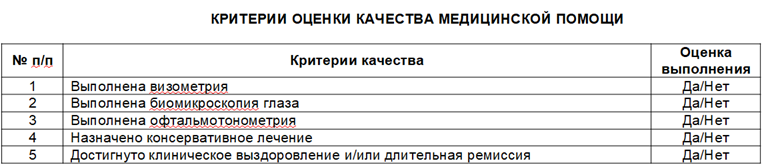 КРИТЕРИИ ОЦЕНКИ КАЧЕСТВА МЕДИЦИНСКОЙ ПОМОЩИ
№ п/п Критерии качества Оценка выполнения
1 Выполнена визометрия Да/Нет
2 Выполнена биомикроскопия глаза Да/Нет
3 Выполнена офтальмотонометрия Да/Нет
4 Назначено консервативное лечение Да/Нет
5 Достигнуто клиническое выздоровление и/или длительная ремиссия Да/Нет